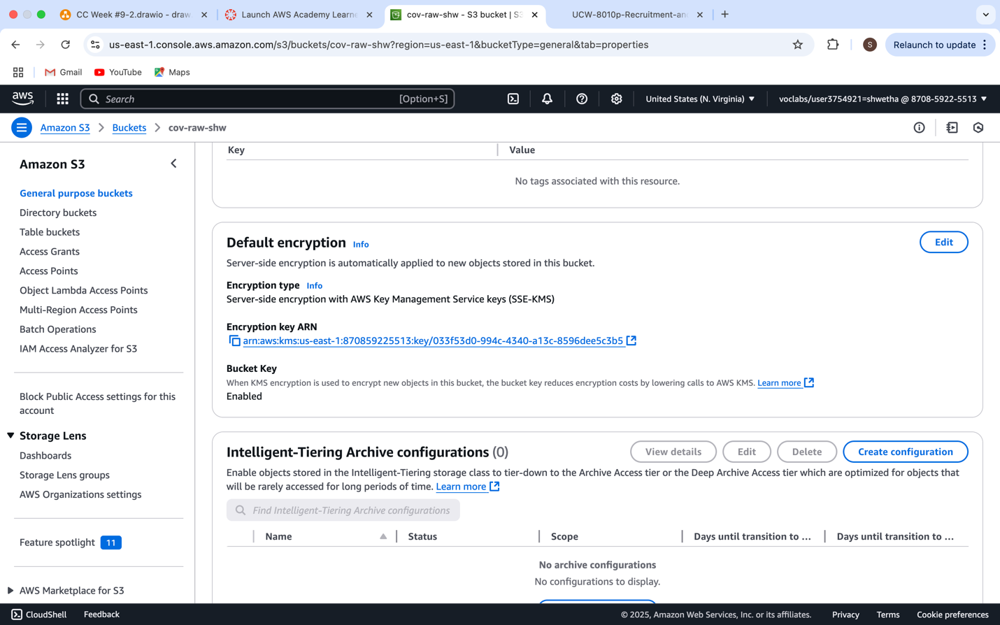 CC Week #9-2.drawio - draw
Launch AWS Academy Learne
cov-raw-shw - S3 bucket | S3
UCW-8010p-Recruitment-and
us-east-1.console.aws.amazon.com/s3/buckets/cov-raw-shw?region=us-east-1&bucketType=general&tab=properties
S
Relaunch to update
Gmail
YouTube
Maps
aws
Search
[Option+S]
United States (N. Virginia)
voclabs/user3754921=shwetha @ 8708-5922-5513
Amazon S3
Buckets
cov-raw-shw
Amazon S3
General purpose buckets
Directory buckets
Table buckets
Access Grants
Access Points
Object Lambda Access Points
Multi-Region Access Points
Batch Operations
IAM Access Analyzer for S3
Block Public Access settings for this
account
Storage Lens
Dashboards
Storage Lens groups
AWS Organizations settings
Feature spotlight 11
AWS Marketplace for S3
Key
Value
No tags associated with this resource.
Default encryption Info
Edit
Server-side encryption is automatically applied to new objects stored in this bucket.
Encryption type Info
Server-side encryption with AWS Key Management Service keys (SSE-KMS)
Encryption key ARN
arn:aws:kms:us-east-1:870859225513:key/033f53d0-994c-4340-a13c-8596dee5c3b5
Bucket Key
When KMS encryption is used to encrypt new objects in this bucket, the bucket key reduces encryption costs by lowering calls to AWS KMS. Learn more
Enabled
Intelligent-Tiering Archive configurations (0)
View details
Edit
Delete
Create configuration
Enable objects stored in the Intelligent-Tiering storage class to tier-down to the Archive Access tier or the Deep Archive Access tier which are optimized for objects that
will be rarely accessed for long periods of time. Learn more
Find Intelligent-Tiering Archive configurations
Name
Status
Scope
Days until transition to ...
Days until transition to ...
No archive configurations
No configurations to display.
CloudShell
Feedback
© 2025, Amazon Web Services, Inc. or its affiliates.
Privacy
Terms
Cookie preferences